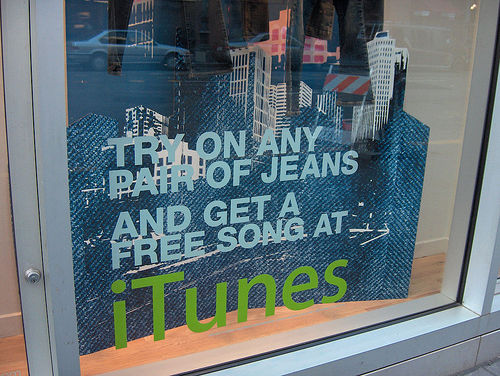 TRY ON ANY
PAIR OF JEANS
AND GET A
FREE SONG AT
iTunes